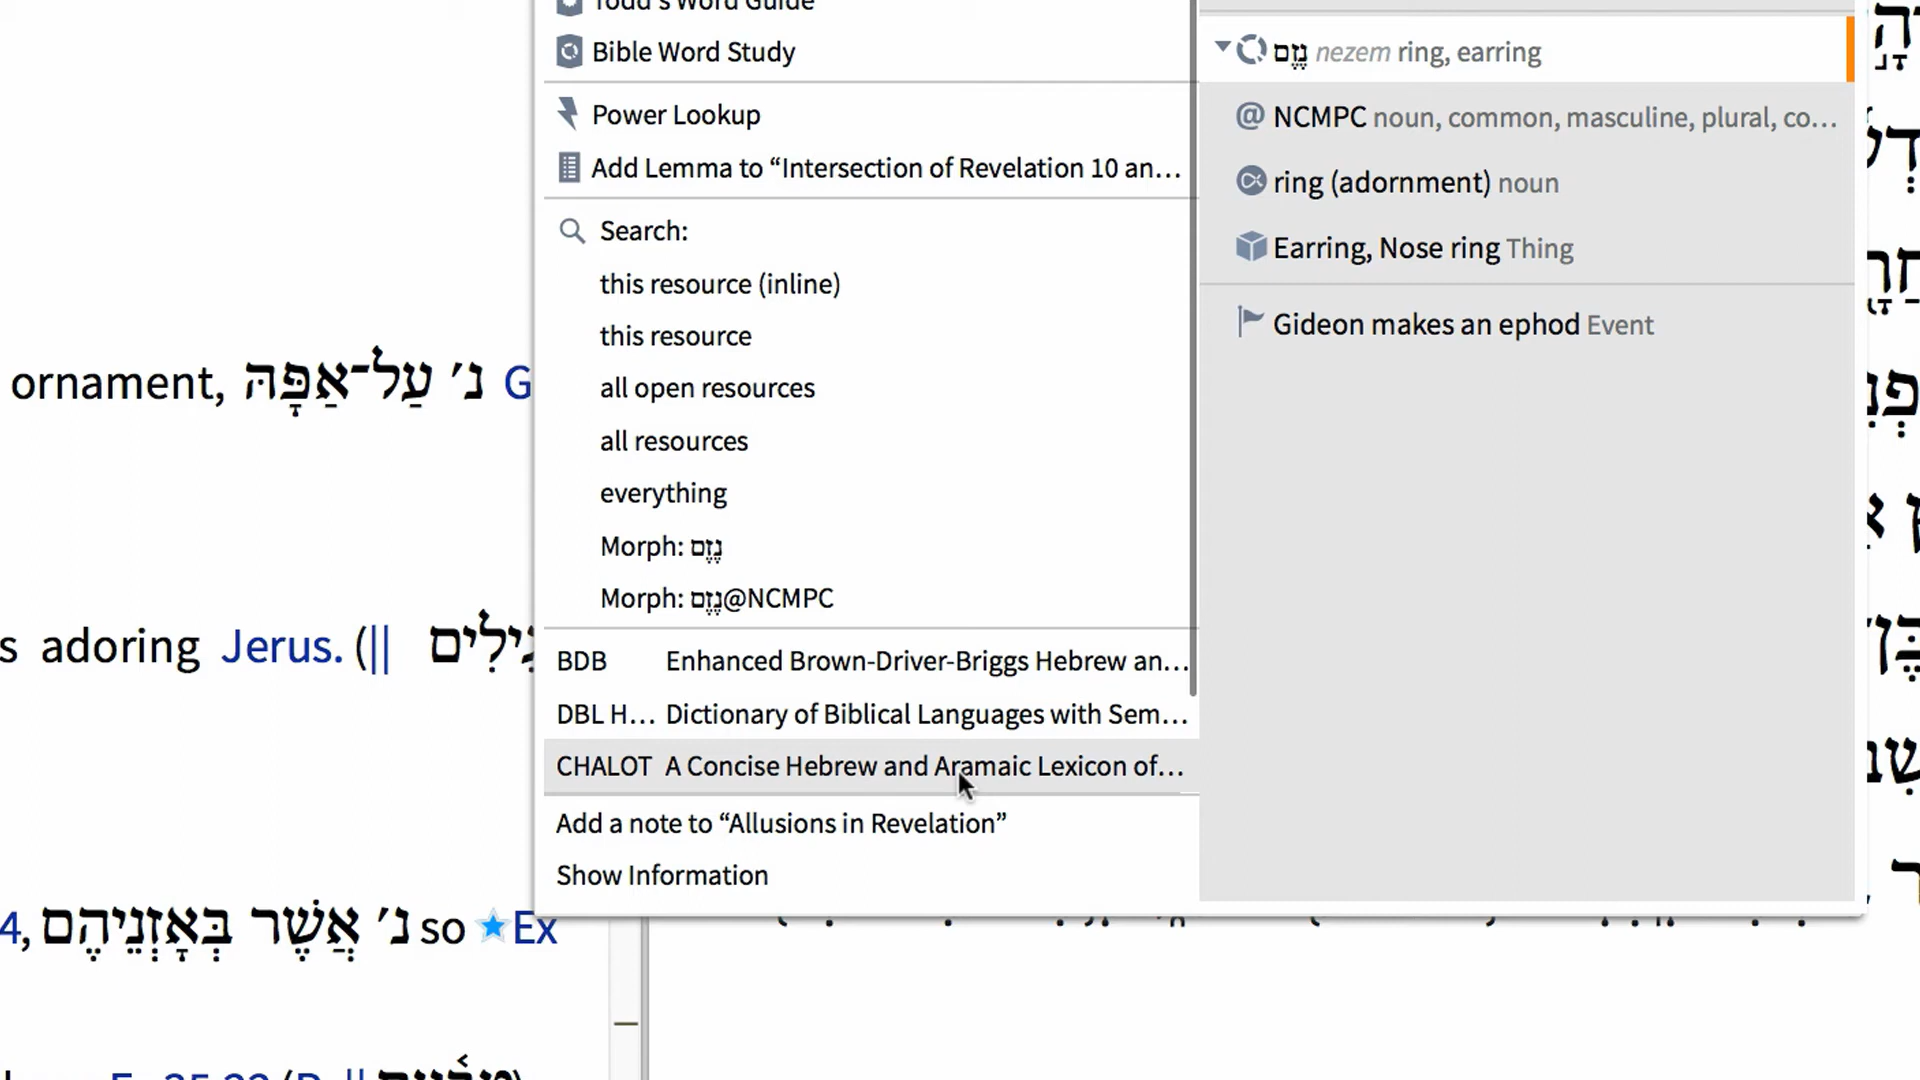 Todd's Word Guide
Bible Word Study
Power Lookup
Add Lemma to “Intersection of Revelation 10 an…
Search:
this resource (inline)
this resource
all open resources
all resources
everything
Morph: נֶזֶם
Morph: נֶזֶם@NCMPC
BDB Enhanced Brown-Driver-Briggs Hebrew an…
DBL H… Dictionary of Biblical Languages with Sem…
CHALOT A Concise Hebrew and Aramaic Lexicon of…
Add a note to “Allusions in Revelation”
Show Information
נֶזֶם nezem ring, earring
@ NCMPC noun, common, masculine, plural, co…
ring (adornment) noun
Earring, Nose ring Thing
Gideon makes an ephod Event
ornament, נ׳ עַל־אַפָּהּ G
s adoring Jerus. (||
4, נ׳ אֲשֶׁר בְּאָזְנֵיהֶם so Ex